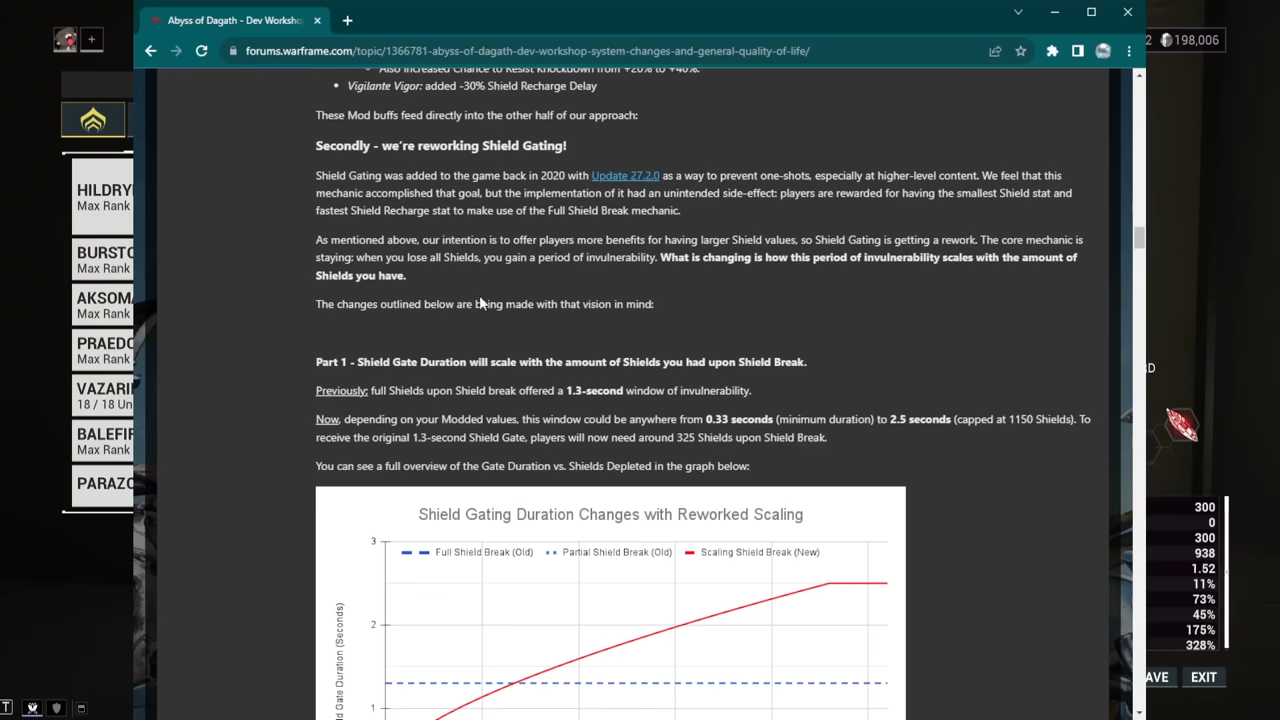 Abyss of Dagath - Dev Worksho
forums.warframe.com/topic/1366781-abyss-of-dagath-dev-workshop-system-changes-and-general-quality-of-life/
2 198,006
Also increased Chance to Resist Knockdown from +20% to +40%.
Vigilante Vigor: added -30% Shield Recharge Delay
These Mod buffs feed directly into the other half of our approach:
Secondly - we're reworking Shield Gating!
Shield Gating was added to the game back in 2020 with Update 27.2.0 as a way to prevent one-shots, especially at higher-level content. We feel that this
mechanic accomplished that goal, but the implementation of it had an unintended side-effect: players are rewarded for having the smallest Shield stat and
fastest Shield Recharge stat to make use of the Full Shield Break mechanic.
As mentioned above, our intention is to offer players more benefits for having larger Shield values, so Shield Gating is getting a rework. The core mechanic is
staying: when you lose all Shields, you gain a period of invulnerability. What is changing is how this period of invulnerability scales with the amount of
Shields you have.
The changes outlined below are being made with that vision in mind:
Part 1 - Shield Gate Duration will scale with the amount of Shields you had upon Shield Break.
Previously: full Shields upon Shield break offered a 1.3-second window of invulnerability.
Now, depending on your Modded values, this window could be anywhere from 0.33 seconds (minimum duration) to 2.5 seconds (capped at 1150 Shields). To
receive the original 1.3-second Shield Gate, players will now need around 325 Shields upon Shield Break.
You can see a full overview of the Gate Duration vs. Shields Depleted in the graph below:
Shield Gating Duration Changes with Reworked Scaling
Full Shield Break (Old) Partial Shield Break (Old) Scaling Shield Break (New)
3
2
1
ld Gate Duration (Seconds)
HILDRY
Max Rank
BURSTO
Max Rank
AKSOMA
Max Rank
PRAEDO
Max Rank
VAZARI
18 / 18 Un
BALEFI
Max Rank
PARAZO
T
D
300
0
300
938
1.52
11%
73%
45%
175%
328%
AVE
EXIT